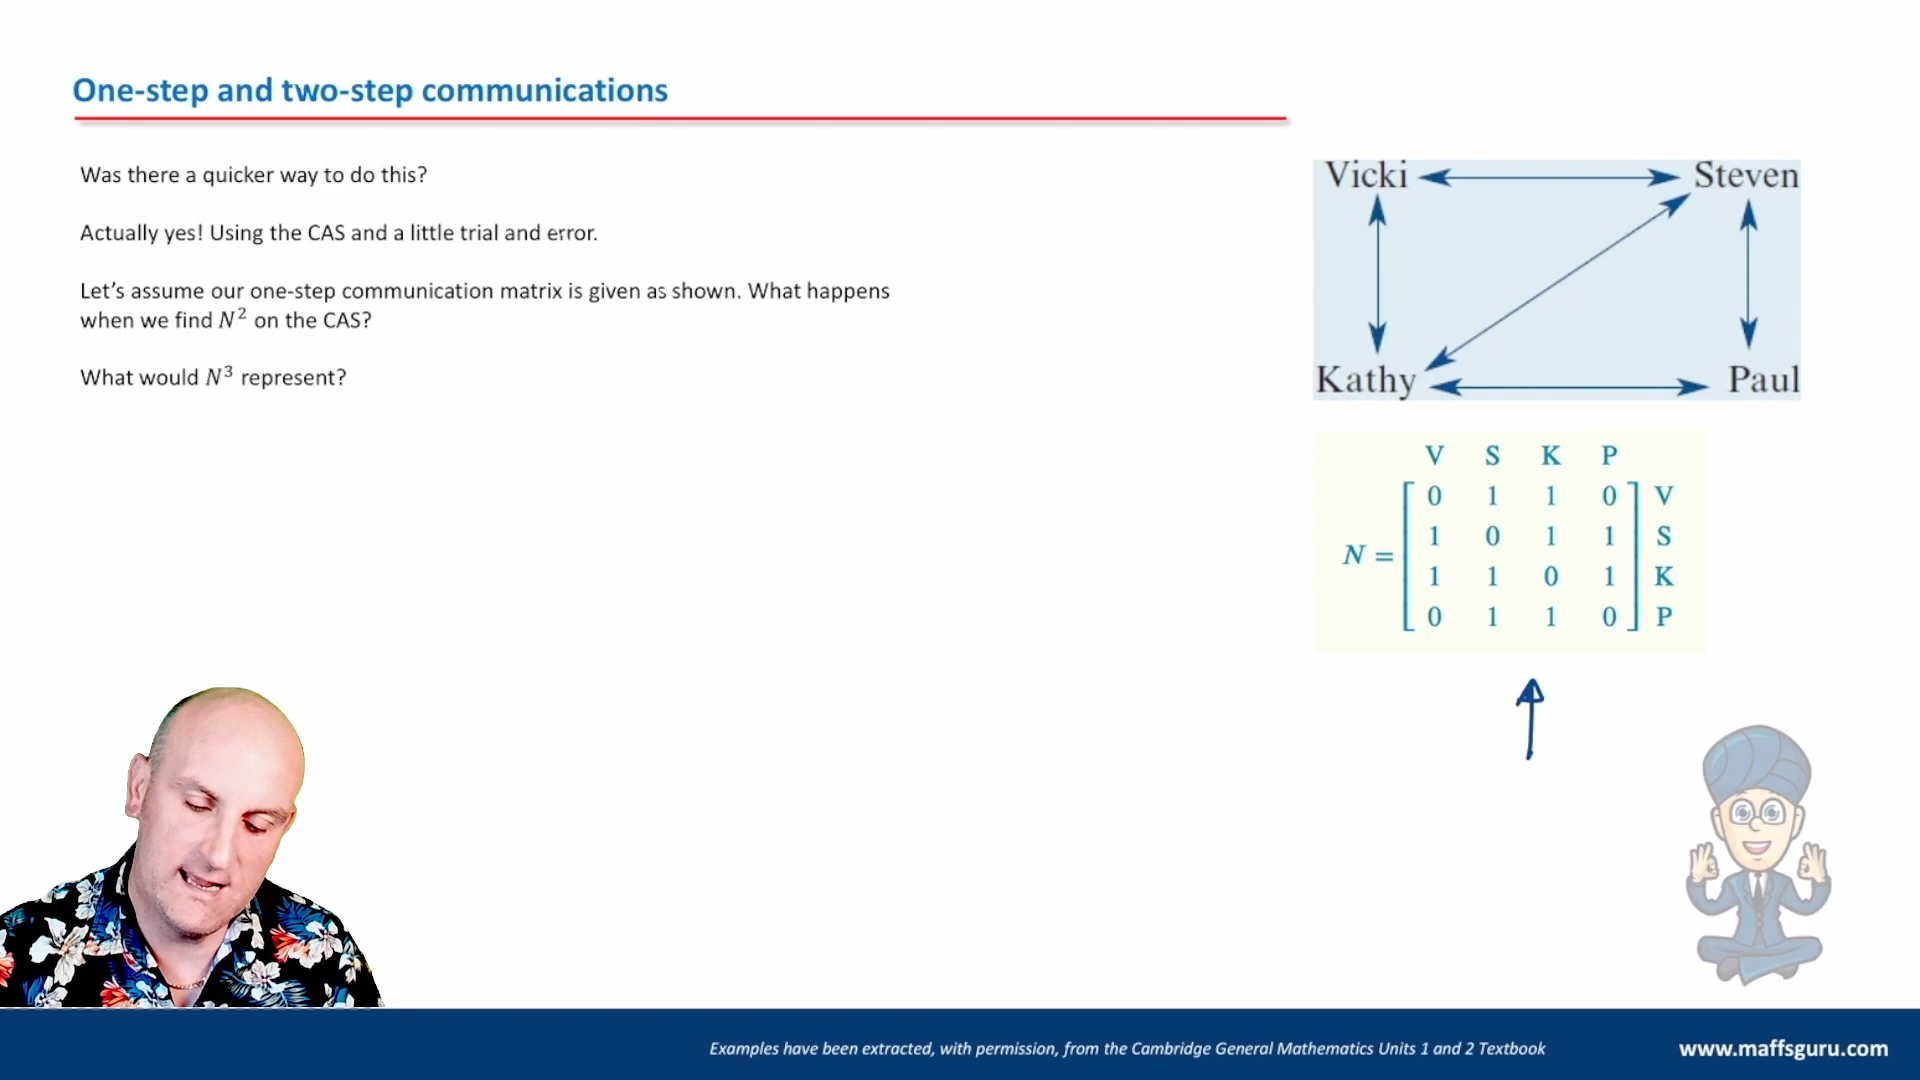 One-step and two-step communications
Was there a quicker way to do this?
Actually yes! Using the CAS and a little trial and error.
Let’s assume our one-step communication matrix is given as shown. What happens
when we find N² on the CAS?
What would N³ represent?
Vicki Steven
Kathy Paul
V S K P
0 1 1 0 V
1 0 1 1 S
N =
1 1 0 1 K
0 1 1 0 P
Examples have been extracted, with permission, from the Cambridge General Mathematics Units 1 and 2 Textbook
www.maffsguru.com